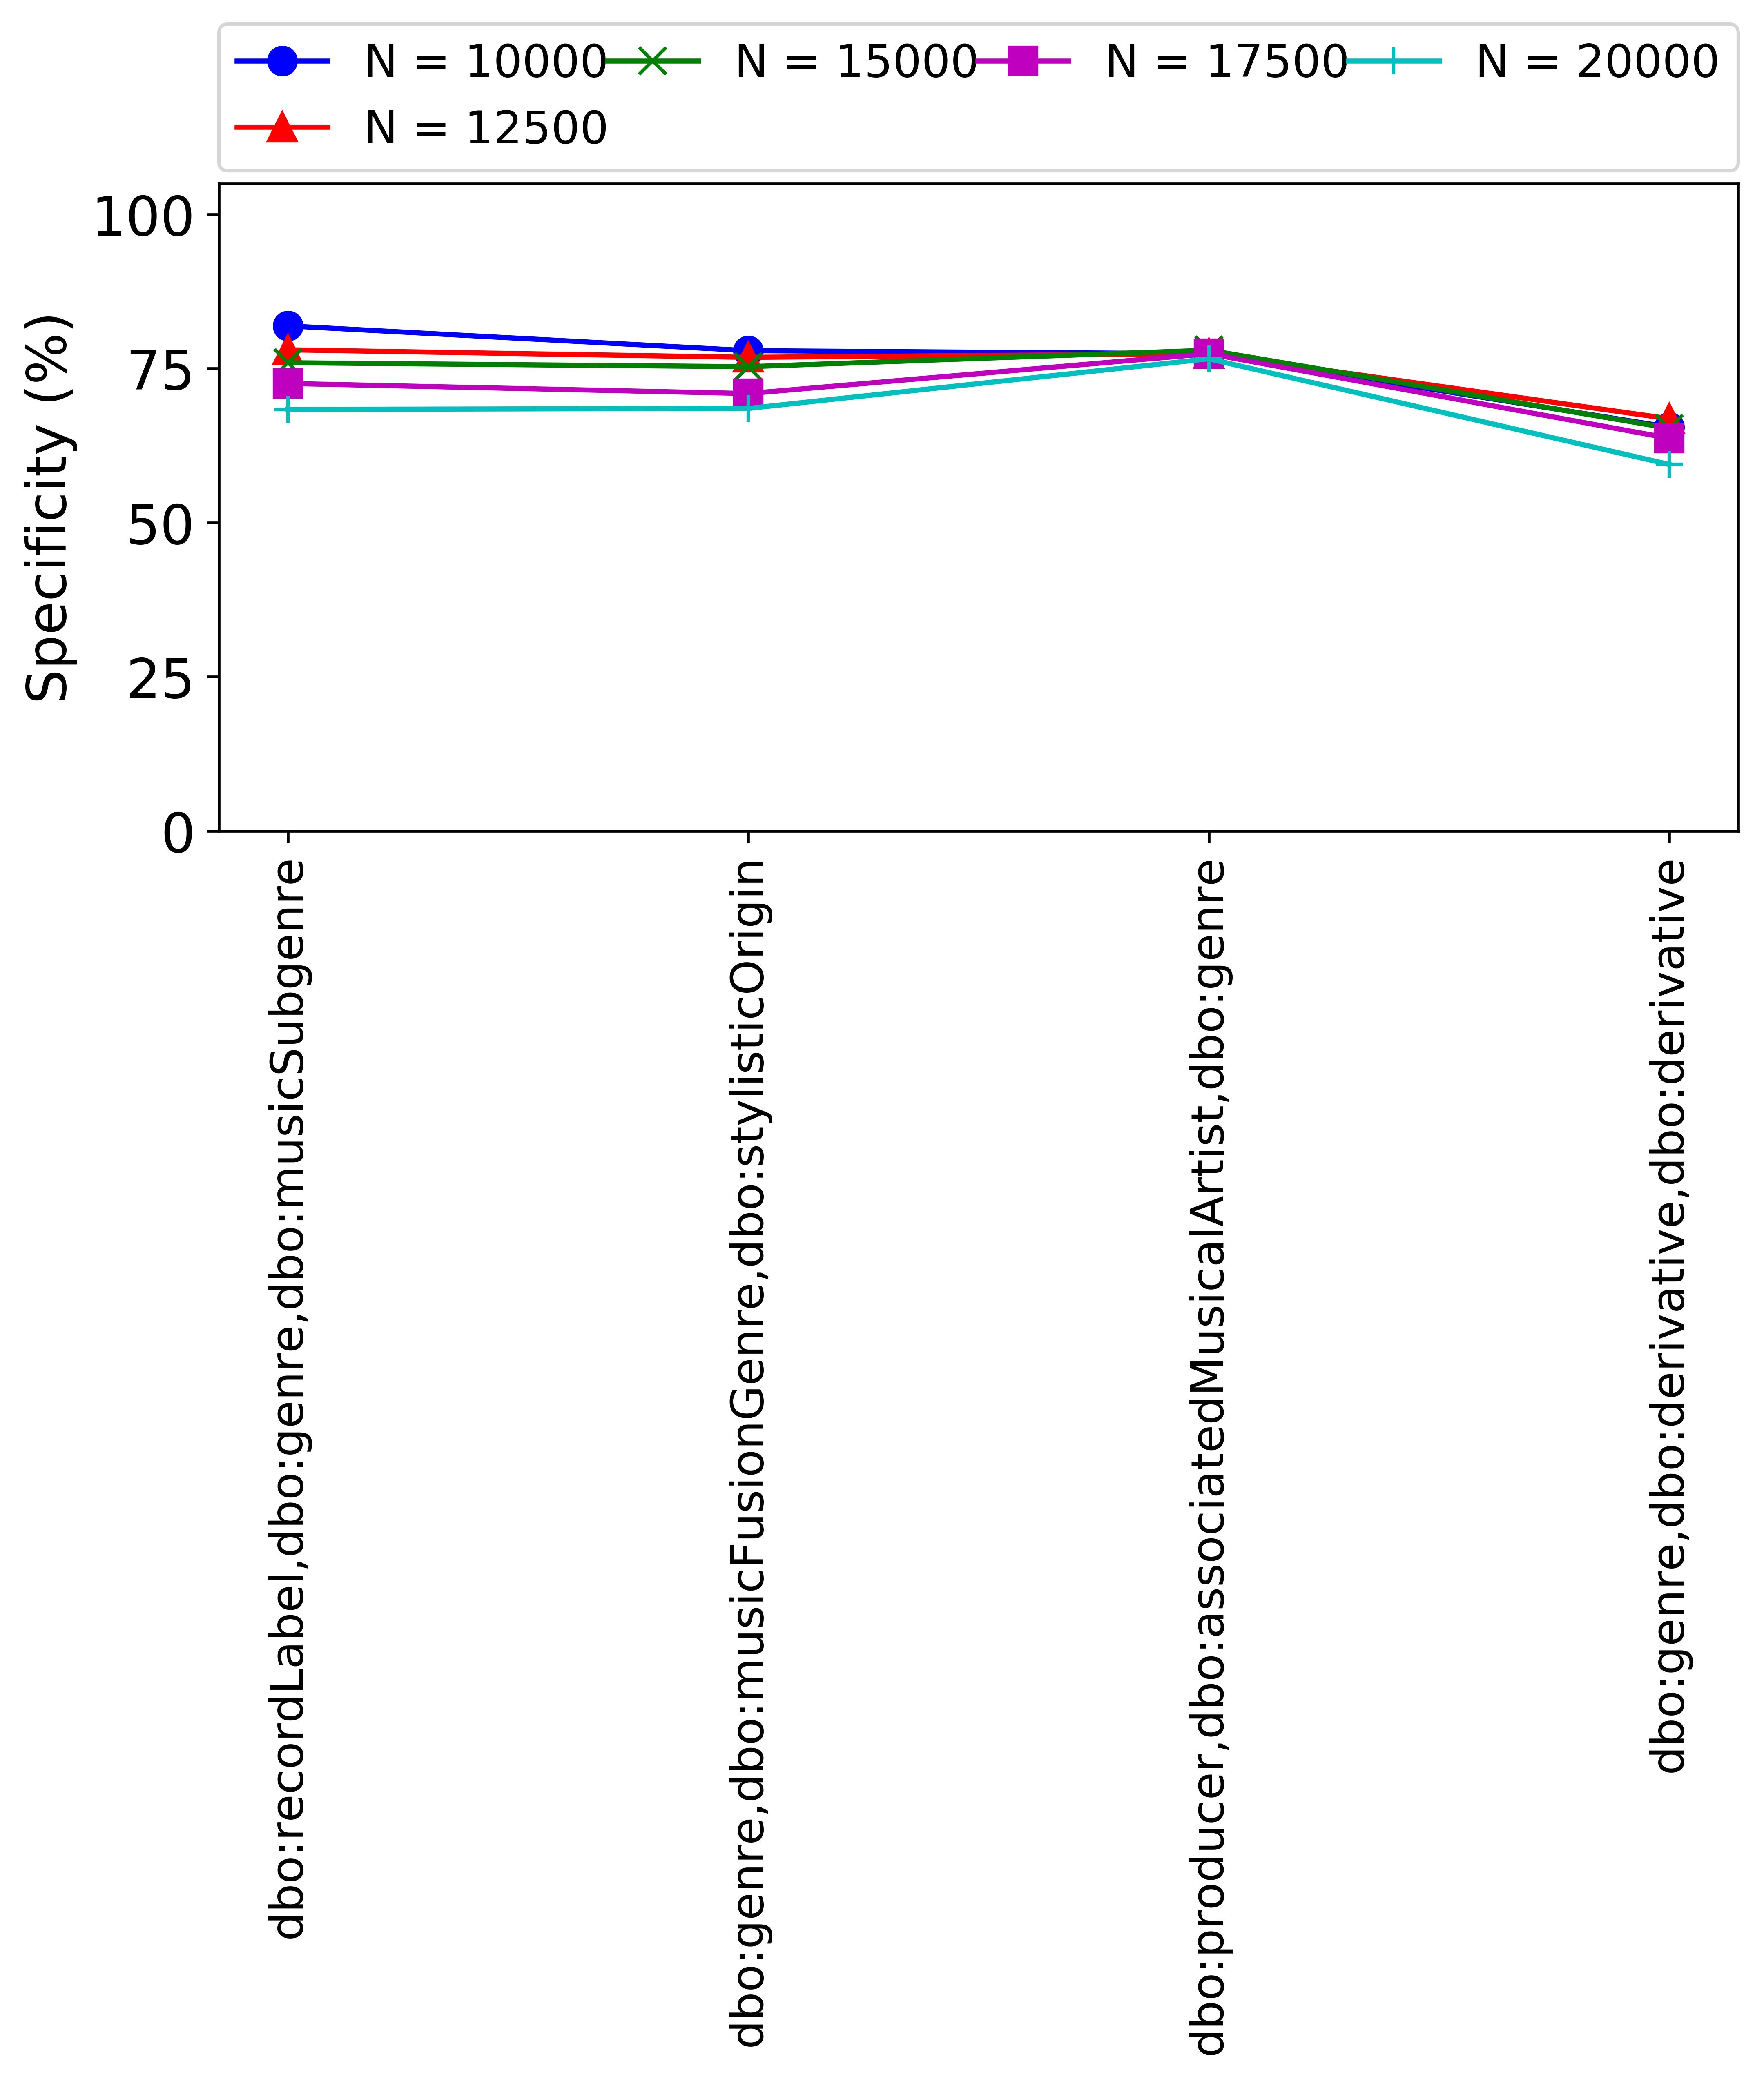 N = 10000 N = 15000 N = 17500 N = 20000
N = 12500
Specificity (%)
100
75
50
25
0
dbo:recordLabel,dbo:genre,dbo:musicSubgenre
dbo:genre,dbo:musicFusionGenre,dbo:stylisticOrigin
dbo:producer,dbo:associatedMusicalArtist,dbo:genre
dbo:genre,dbo:derivative,dbo:derivative